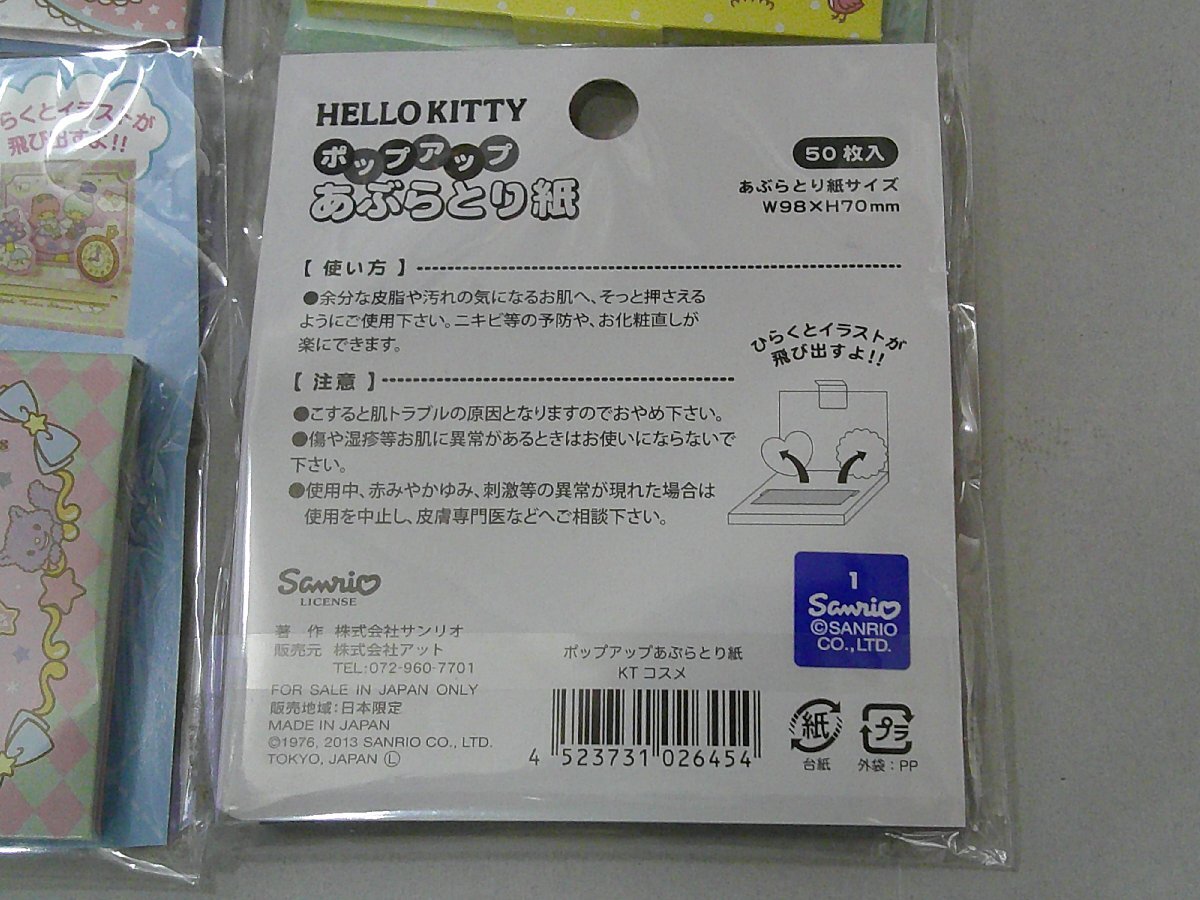 らくとイラストが
飛び出すよ!!
HELLO KITTY
ポップアップ
あぶらとり紙
50枚入
あぶらとり紙サイズ
W98×H70mm
【 使い方 】
●余分な皮脂や汚れの気になるお肌へ、そっと押さえる
ようにご使用下さい。ニキビ等の予防や、お化粧直しが
楽にできます。
ひらくとイラストが
飛び出すよ!!
【 注意 】
●こすると肌トラブルの原因となりますのでおやめ下さい。
●傷や湿疹等お肌に異常があるときはお使いにならないで
下さい。
●使用中、赤みやかゆみ、刺激等の異常が現れた場合は
使用を中止し、皮膚専門医などへご相談下さい。
Sanrio
LICENSE
著 作 株式会社サンリオ
販売元 株式会社アット
TEL:072-960-7701
FOR SALE IN JAPAN ONLY
販売地域:日本限定
MADE IN JAPAN
©1976, 2013 SANRIO CO., LTD.
TOKYO, JAPAN Ⓛ
ポップアップあぶらとり紙
KT コスメ
4 523731 026454
1
Sanrio
©SANRIO
CO., LTD.
紙
台紙
プラ
外袋:PP